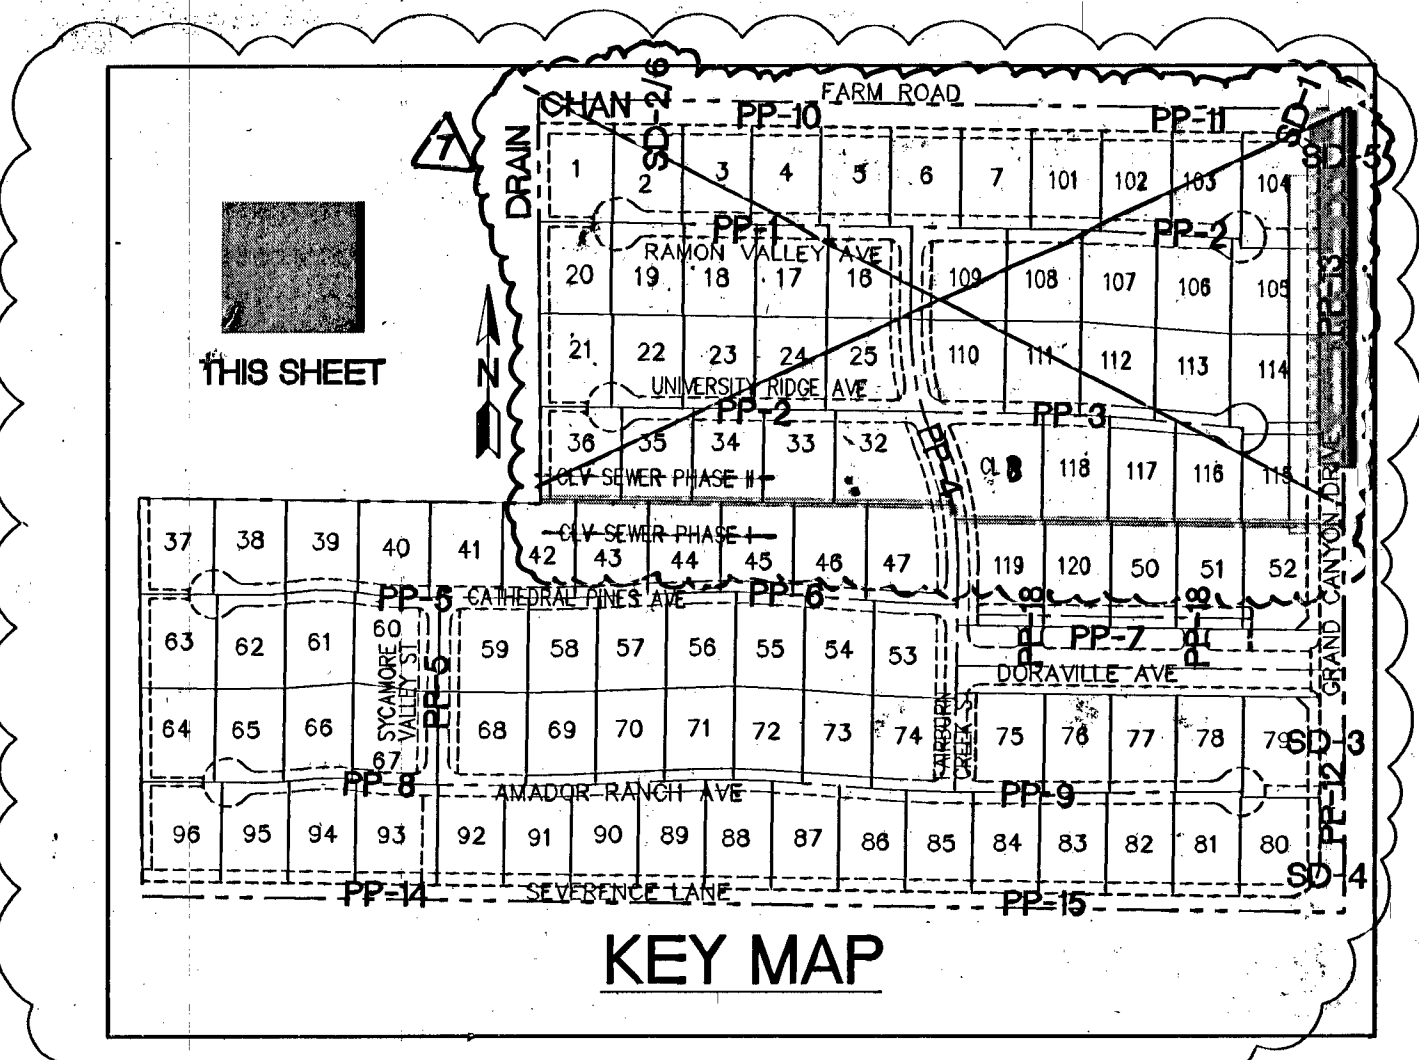 FARM ROAD
CHAN
DRAIN
SD-2/6
PP-10
PP-11
SD-1
SD-5
7
1 2 3 4 5 6 7 101 102 103 104
PP-1
PP-2
RAMON VALLEY AVE
20 19 18 17 16 109 108 107 106 105
PP-13
THIS SHEET
N
21 22 23 24 25 110 111 112 113 114
UNIVERSITY RIDGE AVE
PP-2
PP-3
36 35 34 33 32
PP-4
118 117 116 115
CLV SEWER PHASE II
CLV SEWER PHASE I
37 38 39 40 41 42 43 44 45 46 47 119 120 50 51 52
GRAND CANYON DRIVE
PP-5
CATHEDRAL PINES AVE
PP-6
PP-18
PP-18
PP-7
63 62 61 60 59 58 57 56 55 54 53
SYCAMORE
VALLEY ST
PP-5
DORAVILLE AVE
64 65 66 67 68 69 70 71 72 73 74 75 76 77 78 79
FAIRBURN
CREEK ST
SD-3
PP-8
AMADOR RANCH AVE
PP-9
PP-12
96 95 94 93 92 91 90 89 88 87 86 85 84 83 82 81 80
SD-4
PP-14
SEVERENCE LANE
PP-15
KEY MAP